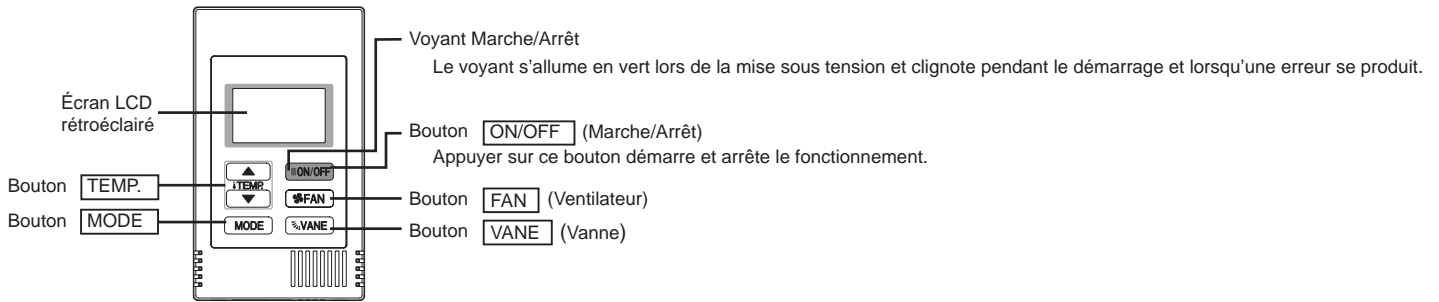 Voyant Marche/Arrêt
Le voyant s'allume en vert lors de la mise sous tension et clignote pendant le démarrage et lorsqu'une erreur se produit.
Écran LCD
rétroéclairé
Bouton ON/OFF (Marche/Arrêt)
Appuyer sur ce bouton démarre et arrête le fonctionnement.
ON/OFF
TEMP.
Bouton TEMP.
FAN
Bouton FAN (Ventilateur)
Bouton MODE
MODE
VANE
Bouton VANE (Vanne)